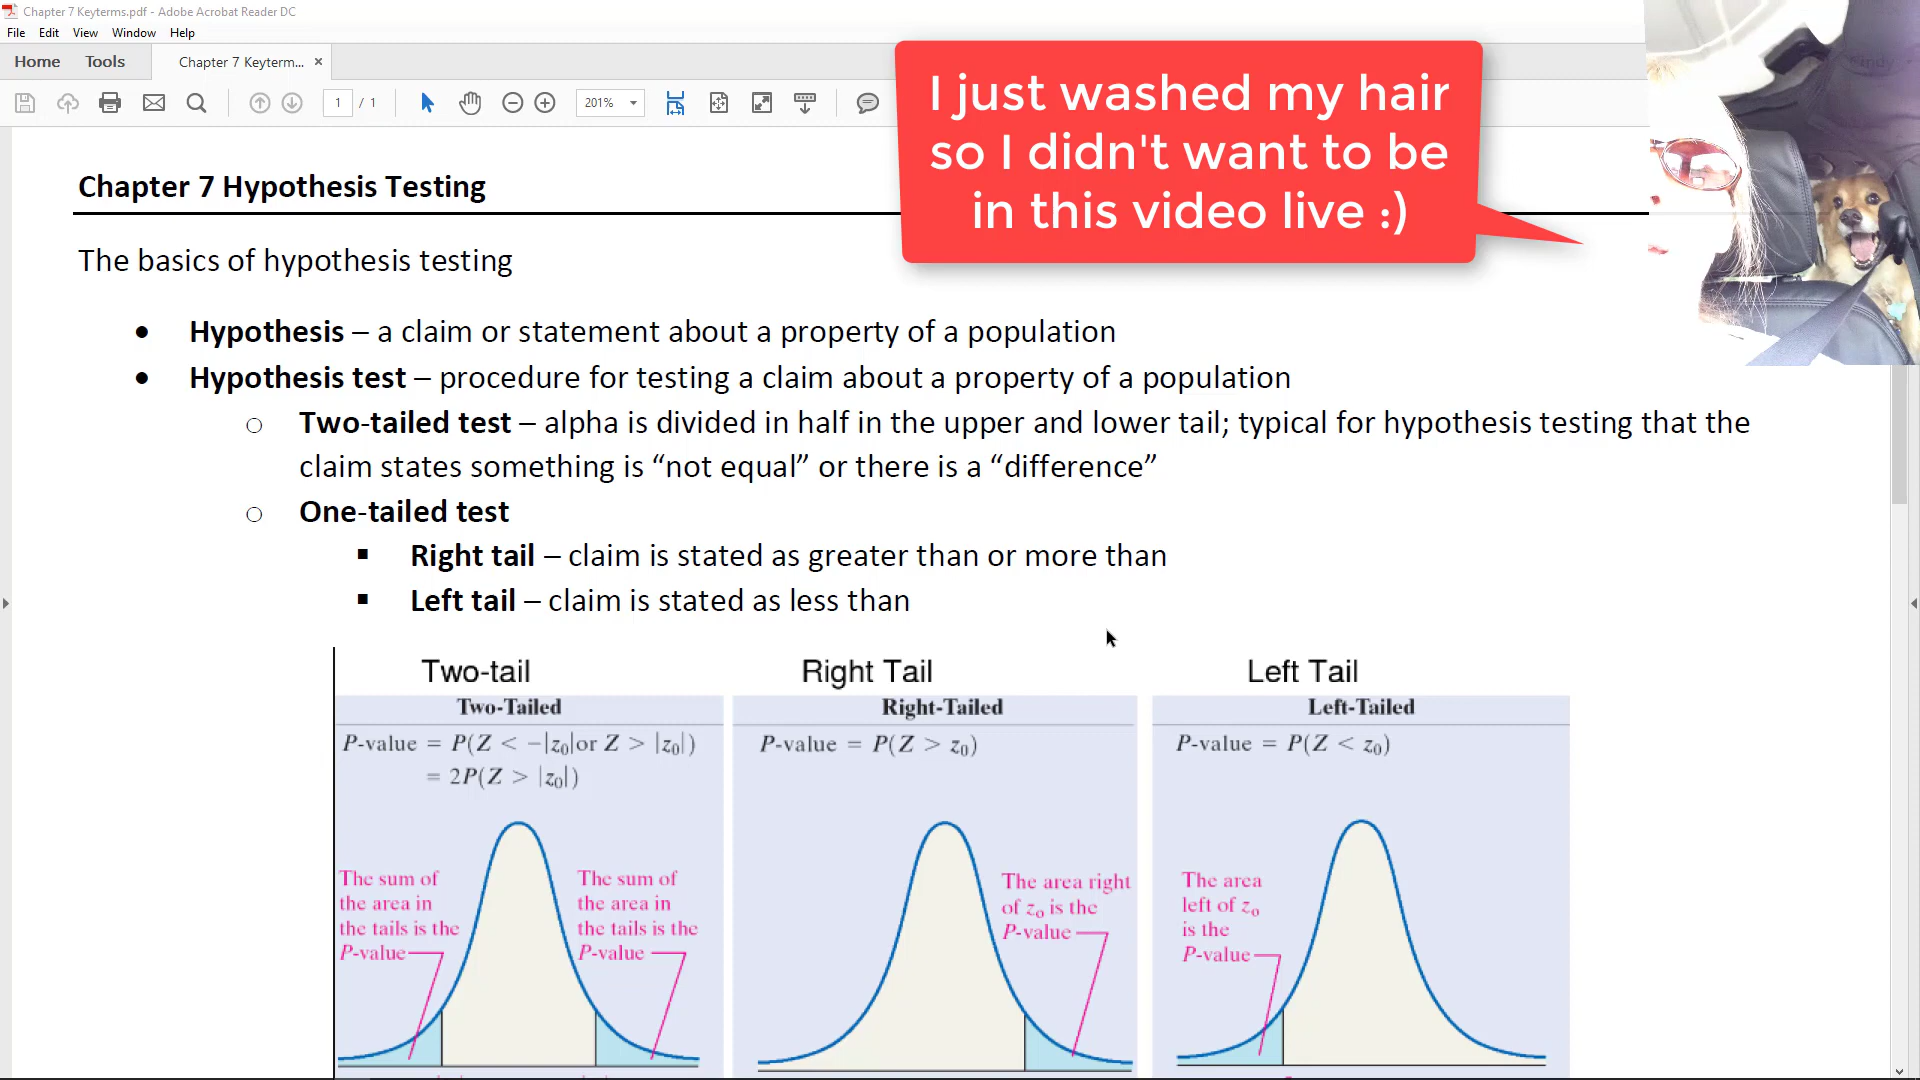 Chapter 7 Keyterms.pdf - Adobe Acrobat Reader DC
File Edit View Window Help
Home Tools Chapter 7 Keyterm... ×
1 / 1 201%
I just washed my hair
so I didn't want to be
in this video live :)
Chapter 7 Hypothesis Testing
The basics of hypothesis testing
• Hypothesis – a claim or statement about a property of a population
• Hypothesis test – procedure for testing a claim about a property of a population
○ Two-tailed test – alpha is divided in half in the upper and lower tail; typical for hypothesis testing that the
claim states something is “not equal” or there is a “difference”
○ One-tailed test
▪ Right tail – claim is stated as greater than or more than
▪ Left tail – claim is stated as less than
Two-tail
Two-Tailed
P-value = P(Z < −|z₀|or Z > |z₀|)
= 2P(Z > |z₀|)
The sum of
the area in
the tails is the
P-value
The sum of
the area in
the tails is the
P-value
Right Tail
Right-Tailed
P-value = P(Z > z₀)
The area right
of z₀ is the
P-value
Left Tail
Left-Tailed
P-value = P(Z < z₀)
The area
left of z₀
is the
P-value